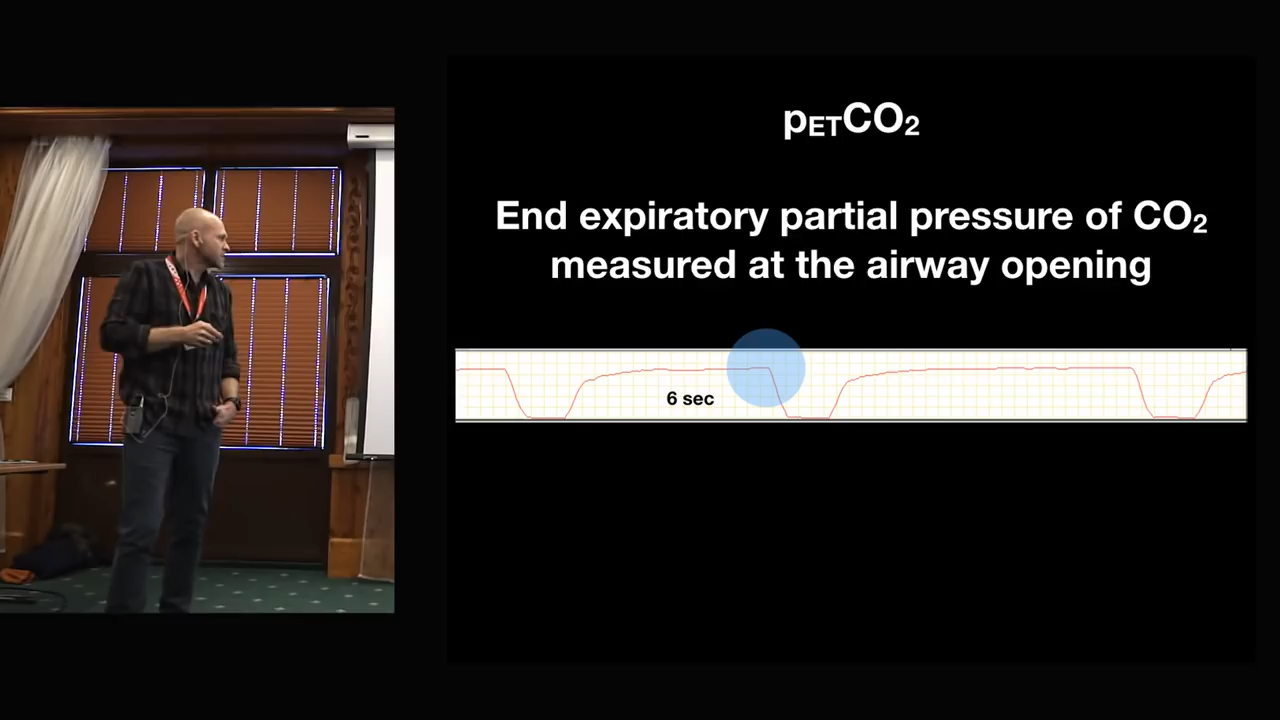 pETCO₂
End expiratory partial pressure of CO₂
measured at the airway opening
6 sec